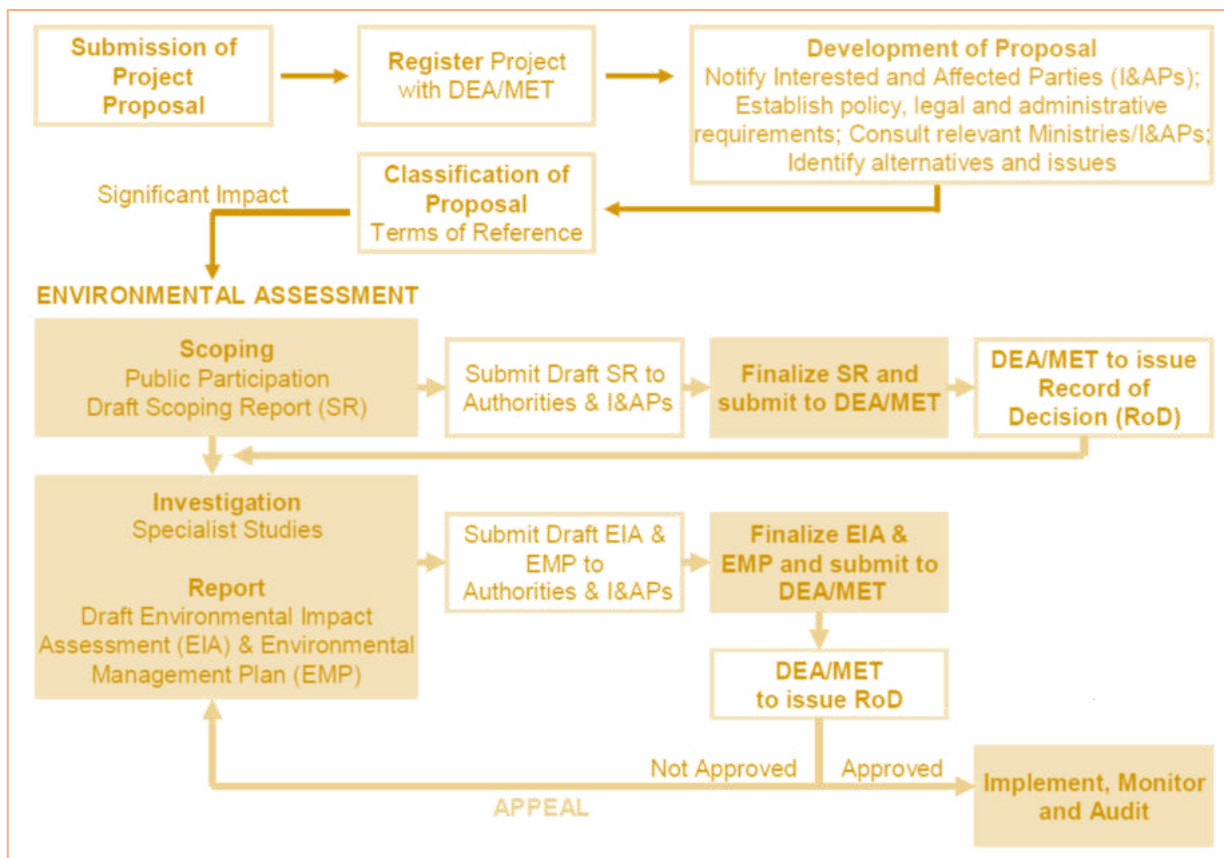 Submission of
Project
Proposal
Register Project
with DEA/MET
Development of Proposal
Notify Interested and Affected Parties (I&APs);
Establish policy, legal and administrative
requirements; Consult relevant Ministries/I&APs;
Identify alternatives and issues
Classification of
Proposal
Terms of Reference
Significant Impact
ENVIRONMENTAL ASSESSMENT
Scoping
Public Participation
Draft Scoping Report (SR)
Submit Draft SR to
Authorities & I&APs
Finalize SR and
submit to DEA/MET
DEA/MET to issue
Record of
Decision (RoD)
Investigation
Specialist Studies
Report
Draft Environmental Impact
Assessment (EIA) & Environmental
Management Plan (EMP)
Submit Draft EIA &
EMP to
Authorities & I&APs
Finalize EIA &
EMP and submit to
DEA/MET
DEA/MET
to issue RoD
Not Approved
Approved
APPEAL
Implement, Monitor
and Audit